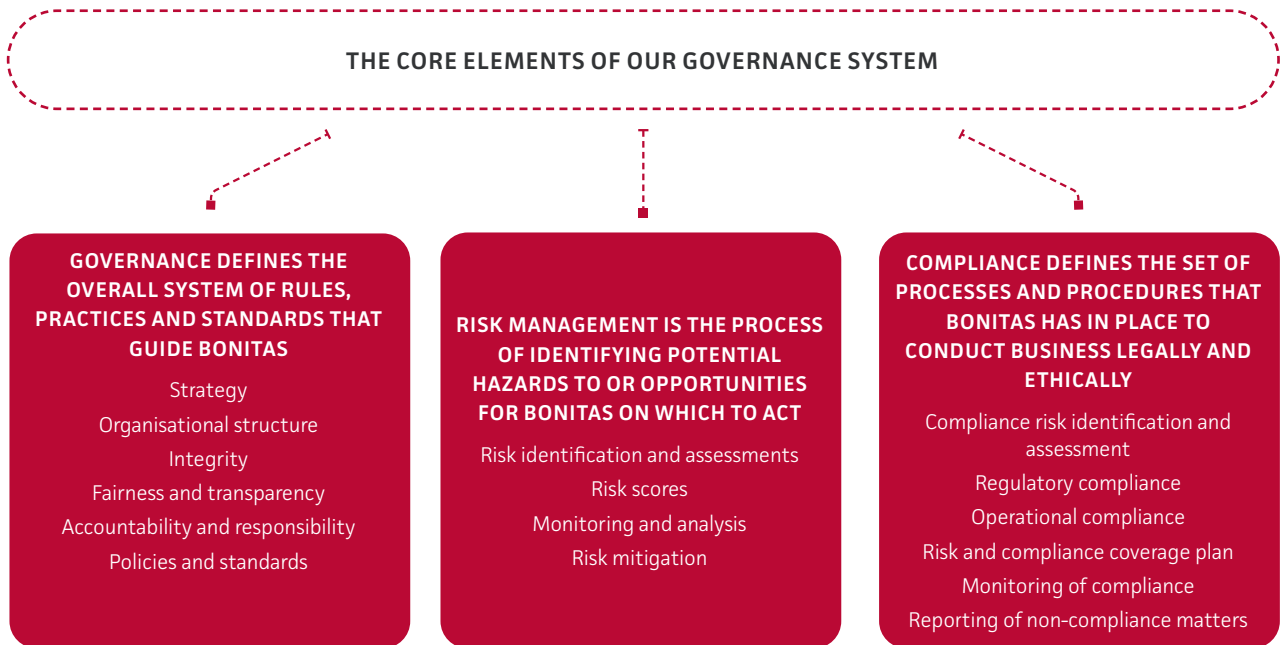 THE CORE ELEMENTS OF OUR GOVERNANCE SYSTEM
GOVERNANCE DEFINES THE
OVERALL SYSTEM OF RULES,
PRACTICES AND STANDARDS THAT
GUIDE BONITAS
Strategy
Organisational structure
Integrity
Fairness and transparency
Accountability and responsibility
Policies and standards
RISK MANAGEMENT IS THE PROCESS
OF IDENTIFYING POTENTIAL
HAZARDS TO OR OPPORTUNITIES
FOR BONITAS ON WHICH TO ACT
Risk identification and assessments
Risk scores
Monitoring and analysis
Risk mitigation
COMPLIANCE DEFINES THE SET OF
PROCESSES AND PROCEDURES THAT
BONITAS HAS IN PLACE TO
CONDUCT BUSINESS LEGALLY AND
ETHICALLY
Compliance risk identification and
assessment
Regulatory compliance
Operational compliance
Risk and compliance coverage plan
Monitoring of compliance
Reporting of non-compliance matters